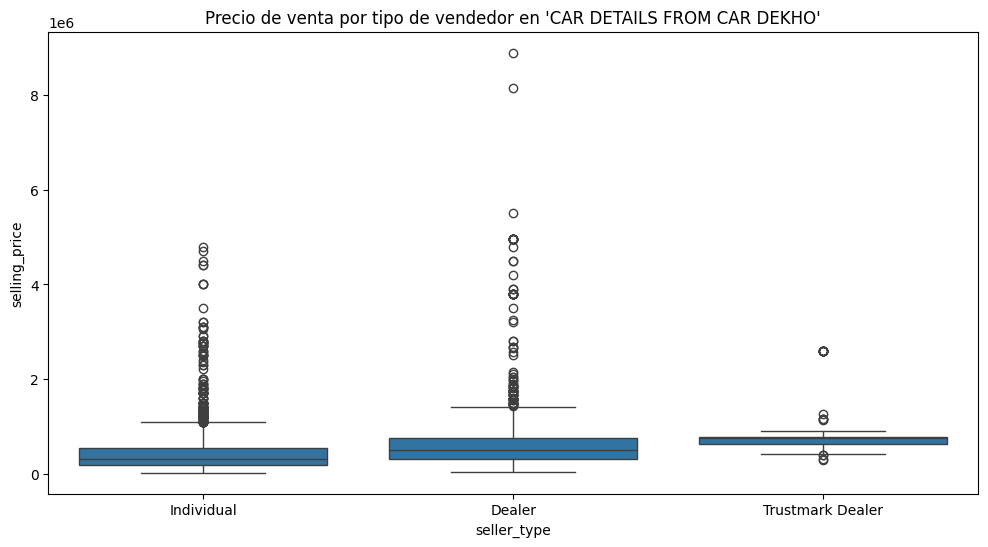 Precio de venta por tipo de vendedor en 'CAR DETAILS FROM CAR DEKHO'
1e6
8
6
4
2
0
selling_price
Individual
Dealer
Trustmark Dealer
seller_type